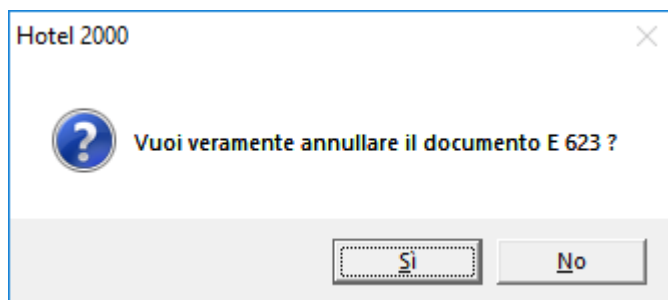 Hotel 2000
Vuoi veramente annullare il documento E 623 ?
Sì
No